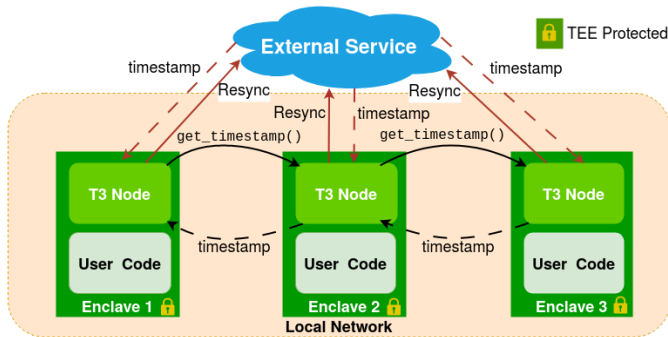 External Service
TEE Protected
timestamp
timestamp
Resync
Resync
Resync
timestamp
get_timestamp()
get_timestamp()
T3 Node
T3 Node
T3 Node
timestamp
timestamp
User Code
User Code
User Code
Enclave 1
Enclave 2
Enclave 3
Local Network